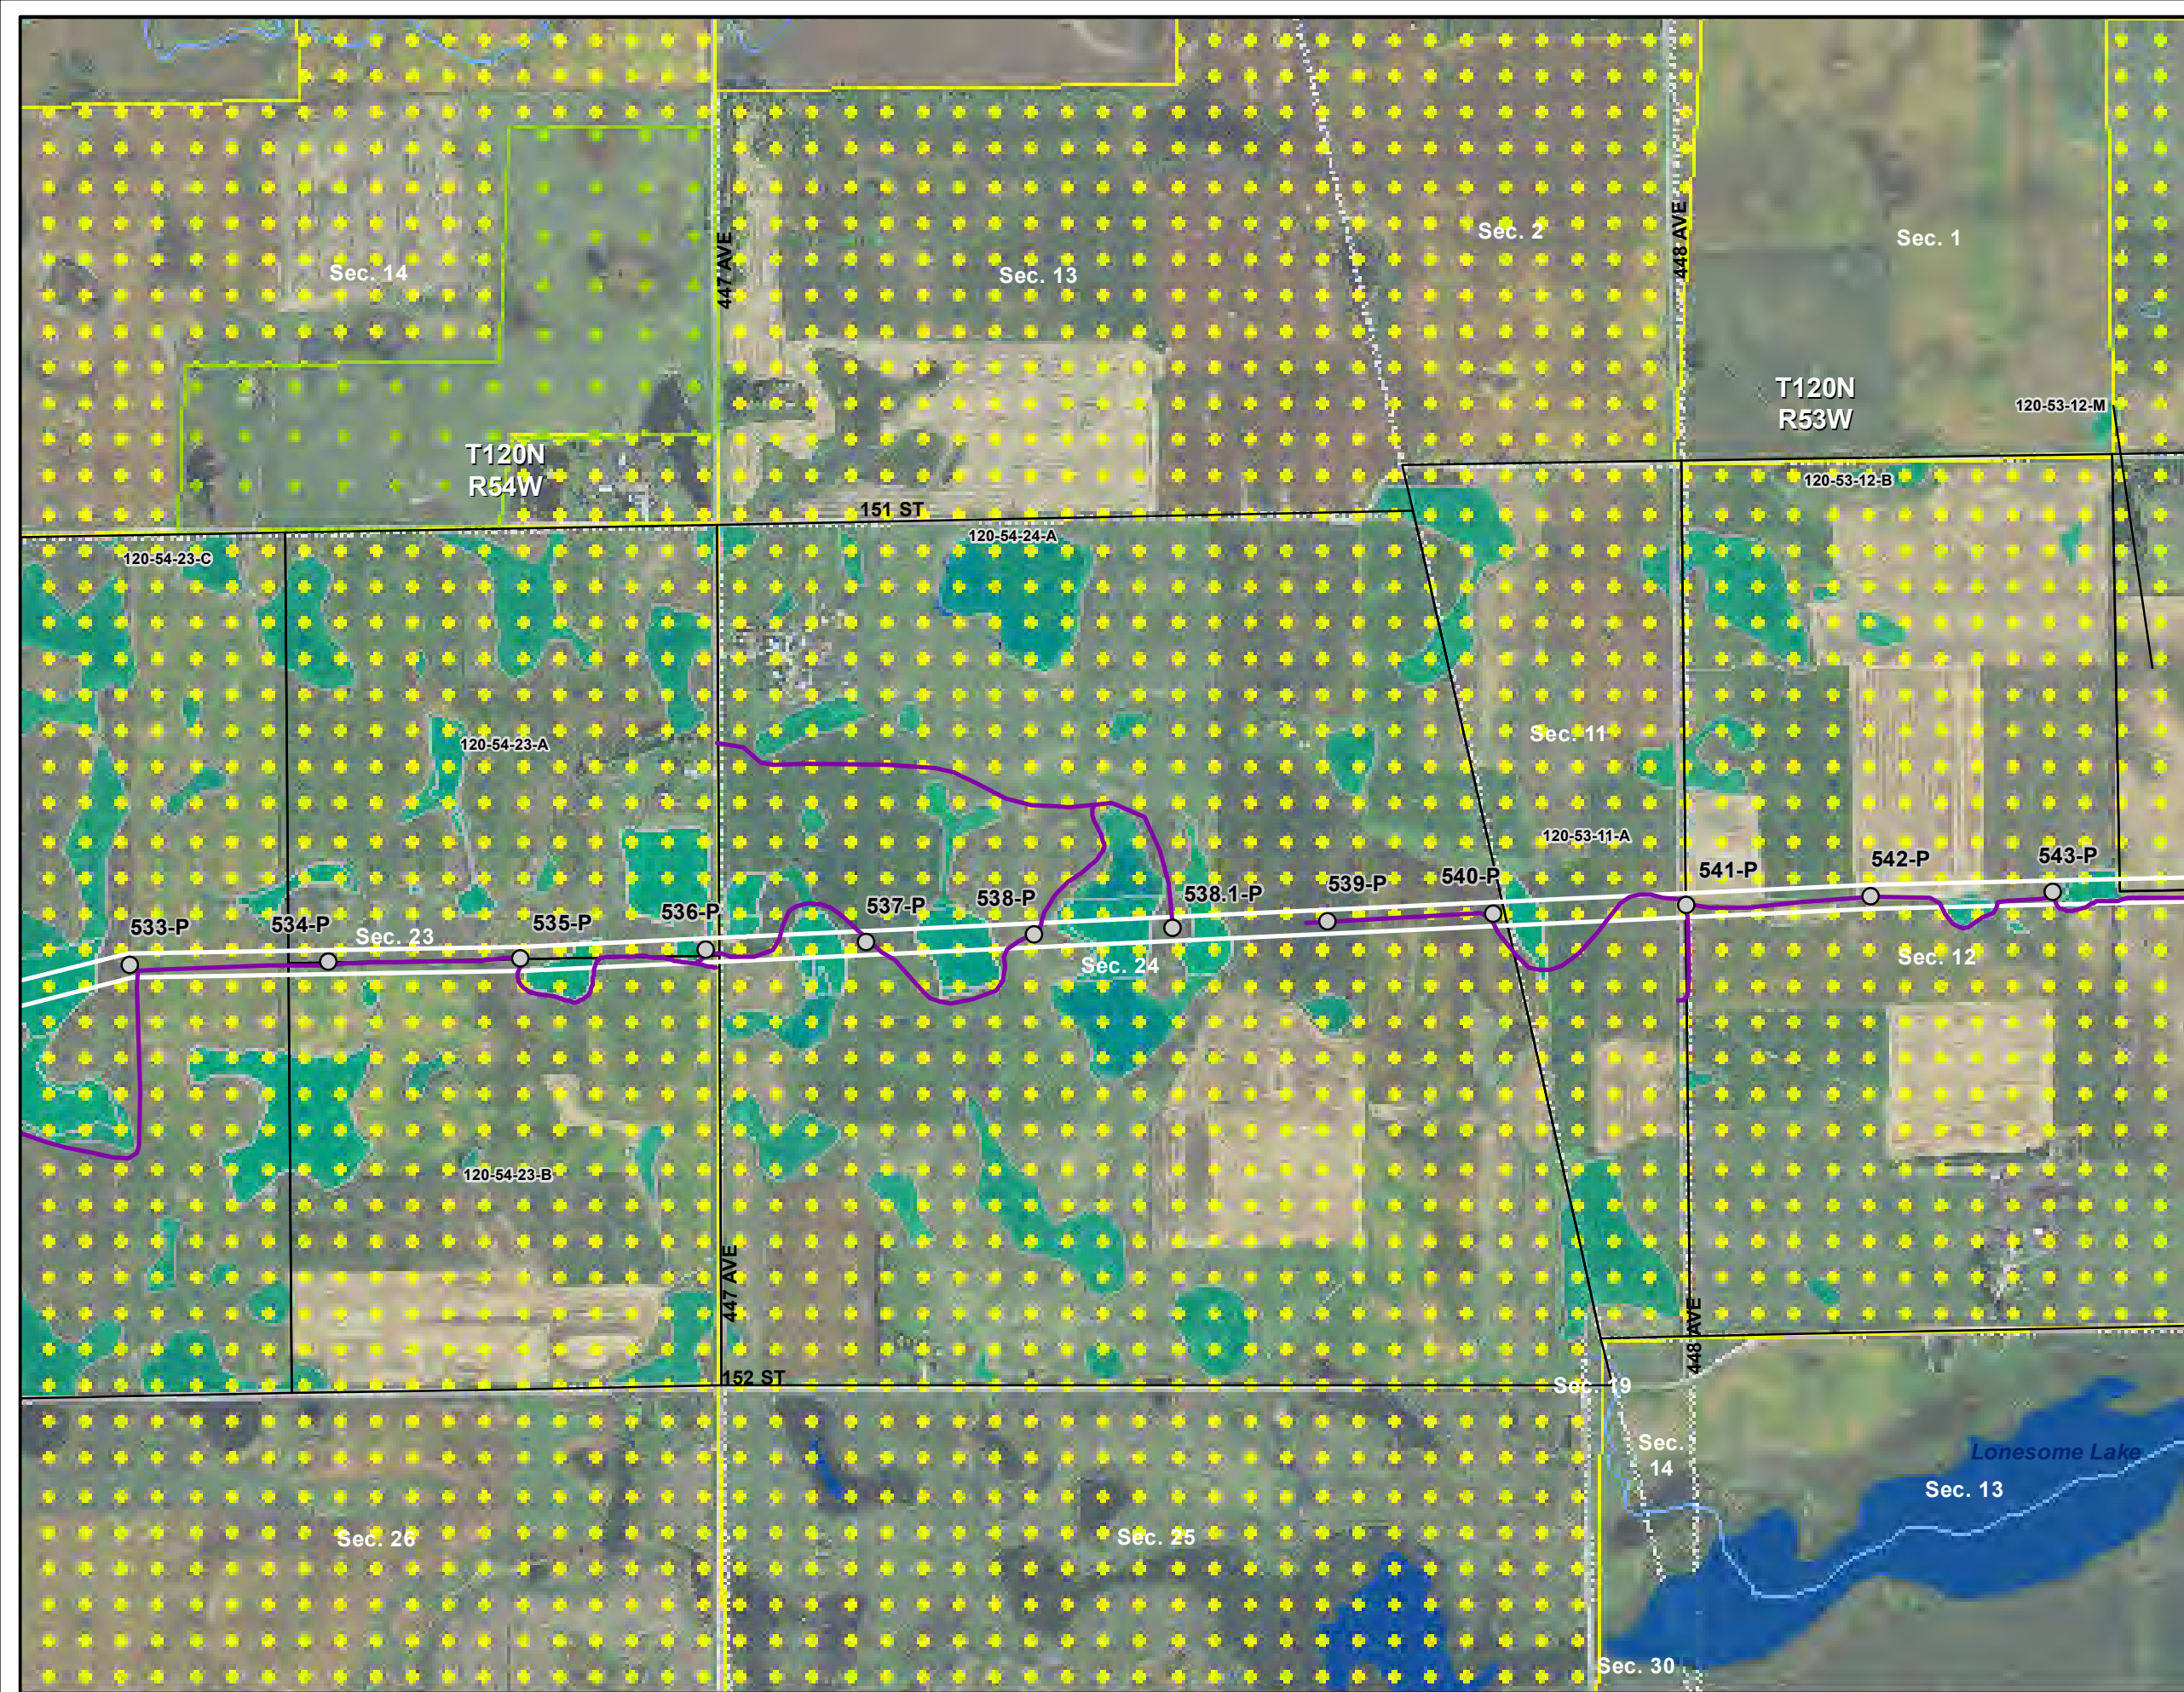 Sec. 14
447 AVE
Sec. 13
Sec. 2
448 AVE
Sec. 1
T120N
R54W
T120N
R53W
120-53-12-M
120-53-12-B
151 ST
120-54-24-A
120-54-23-C
120-54-23-A
Sec. 11
120-53-11-A
533-P
534-P
Sec. 23
535-P
536-P
537-P
538-P
538.1-P
539-P
540-P
541-P
542-P
543-P
Sec. 24
Sec. 12
120-54-23-B
447 AVE
448 AVE
152 ST
Sec. 19
Sec.
14
Lonesome Lake
Sec. 13
Sec. 26
Sec. 25
Sec. 30